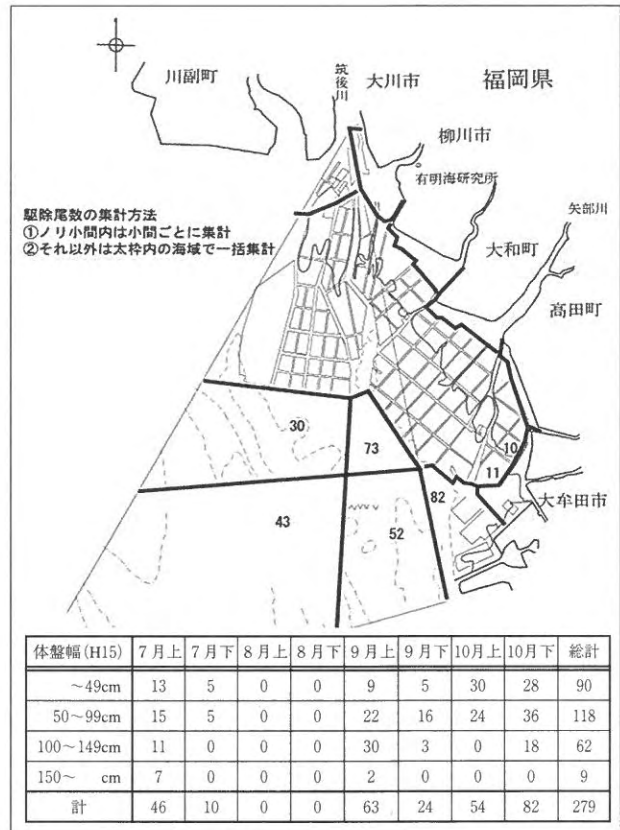 川副町
筑後川
大川市
福岡県
柳川市
有明海研究所
矢部川
大和町
高田町
駆除尾数の集計方法
①ノリ小間内は小間ごとに集計
②それ以外は太枠内の海域で一括集計
30
73
10
11
82
大牟田市
43
52
体盤幅(H15) 7月上 7月下 8月上 8月下 9月上 9月下 10月上 10月下 総計
～49cm 13 5 0 0 9 5 30 28 90
50～99cm 15 5 0 0 22 16 24 36 118
100～149cm 11 0 0 0 30 3 0 18 62
150～ cm 7 0 0 0 2 0 0 0 9
計 46 10 0 0 63 24 54 82 279